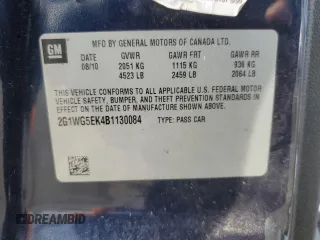 GM
MFD BY GENERAL MOTORS OF CANADA LTD.
DATE GVWR GAWR FRT GAWR RR
08/10 2051 KG 1115 KG 936 KG
4523 LB 2459 LB 2064 LB
THIS VEHICLE CONFORMS TO ALL APPLICABLE U.S. FEDERAL MOTOR
VEHICLE SAFETY, BUMPER, AND THEFT PREVENTION STANDARDS IN
EFFECT ON THE DATE OF MANUFACTURE SHOWN ABOVE.
2G1WG5EK4B1130084 TYPE: PASS CAR
DREAMBID